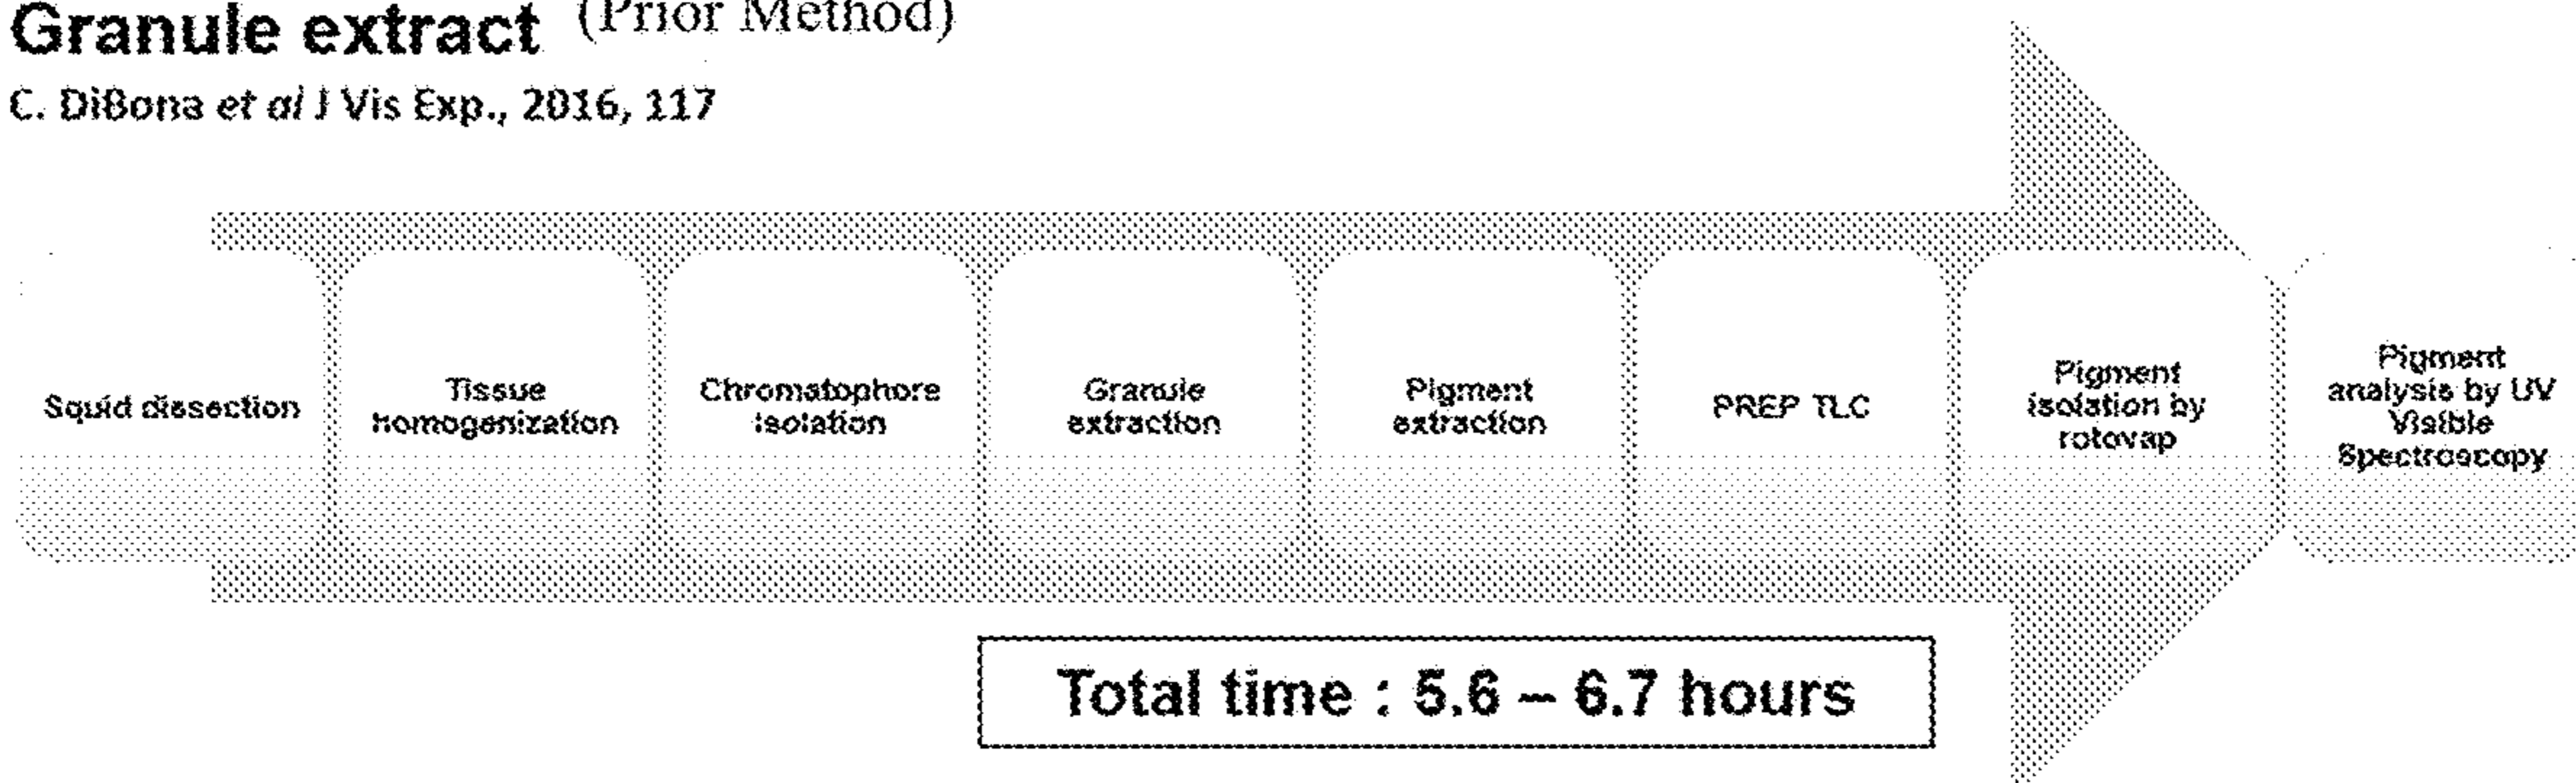 Granule extract (Prior Method)
C. DiBona et al J Vis Exp., 2016, 117
Squid dissection
Tissue
homogenization
Chromatophore
isolation
Granule
extraction
Pigment
extraction
PREP TLC
Pigment
isolation by
rotovap
Pigment
analysis by UV
Visible
Spectroscopy
Total time : 5.6 – 6.7 hours